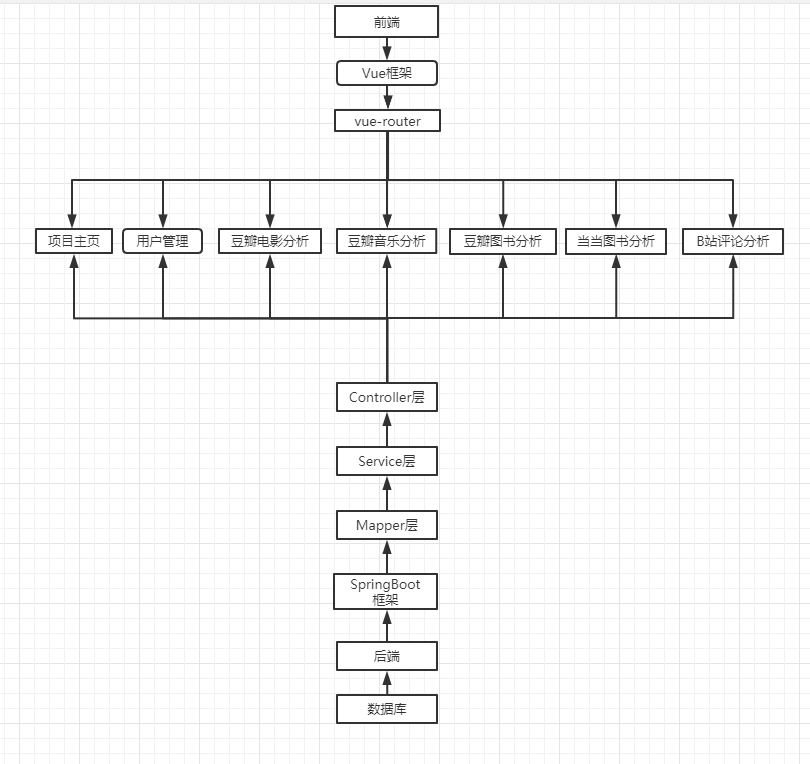 前端
Vue框架
vue-router
项目主页
用户管理
豆瓣电影分析
豆瓣音乐分析
豆瓣图书分析
当当图书分析
B站评论分析
Controller层
Service层
Mapper层
SpringBoot
框架
后端
数据库